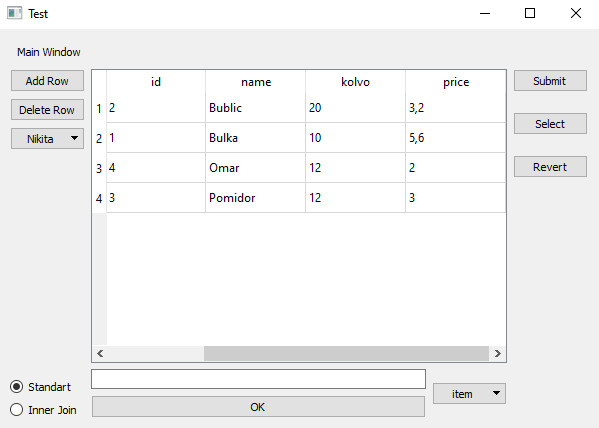 Test
Main Window
Add Row
Delete Row
Nikita
id name kolvo price
1 2 Bublic 20 3,2
2 1 Bulka 10 5,6
3 4 Omar 12 2
4 3 Pomidor 12 3
Submit
Select
Revert
Standart
Inner Join
OK
item